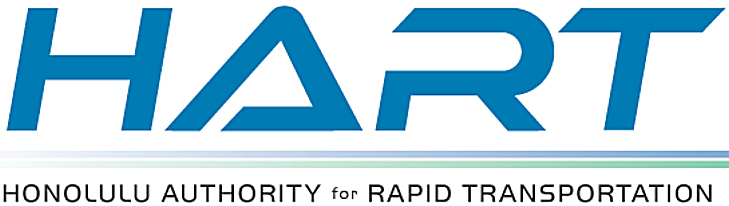 HART
HONOLULU AUTHORITY for RAPID TRANSPORTATION